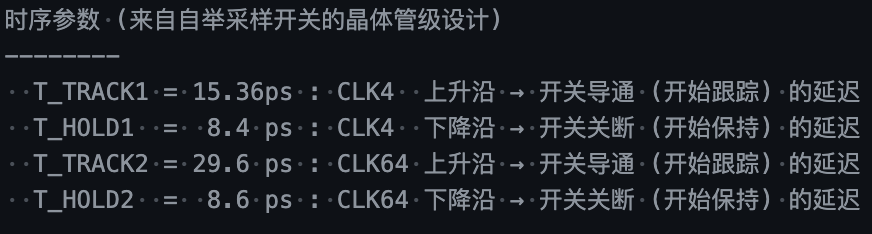 时序参数 (来自自举采样开关的晶体管级设计)
--------
T_TRACK1 = 15.36ps : CLK4 上升沿 → 开关导通 (开始跟踪) 的延迟
T_HOLD1 = 8.4 ps : CLK4 下降沿 → 开关关断 (开始保持) 的延迟
T_TRACK2 = 29.6 ps : CLK64 上升沿 → 开关导通 (开始跟踪) 的延迟
T_HOLD2 = 8.6 ps : CLK64 下降沿 → 开关关断 (开始保持) 的延迟